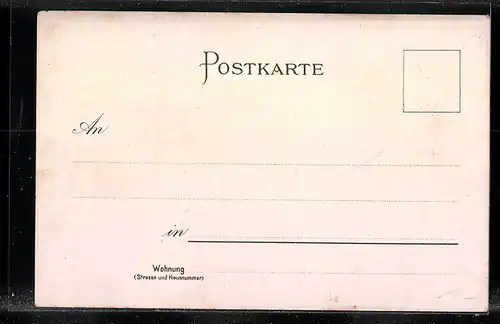 POSTKARTE
An
in
Wohnung
(Strasse und Hausnummer)